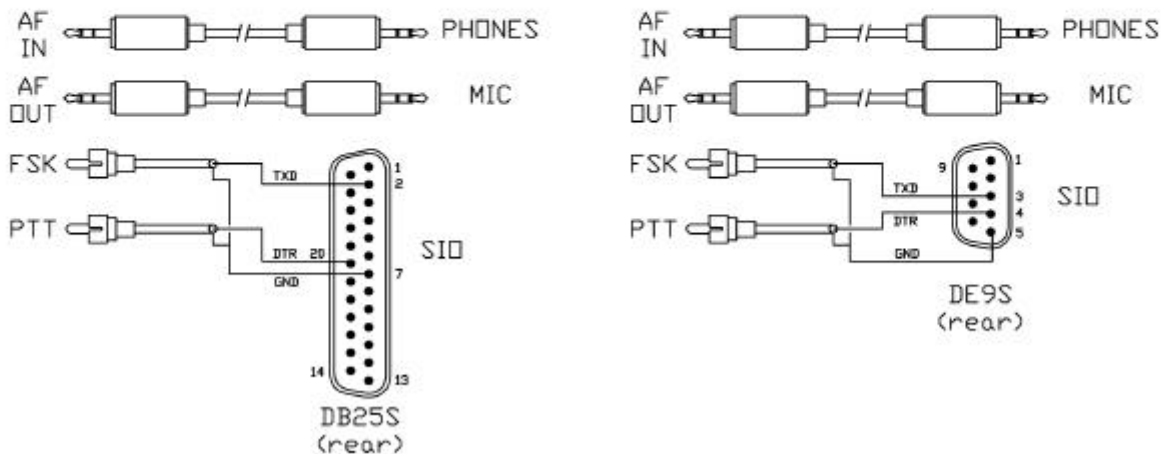 AF
IN
PHONES
AF
OUT
MIC
FSK
TXD
1
2
PTT
DTR 20
GND
7
SIO
14
13
DB25S
(rear)
AF
IN
PHONES
AF
OUT
MIC
FSK
TXD
9
1
3
SIO
PTT
DTR
4
GND
5
DE9S
(rear)